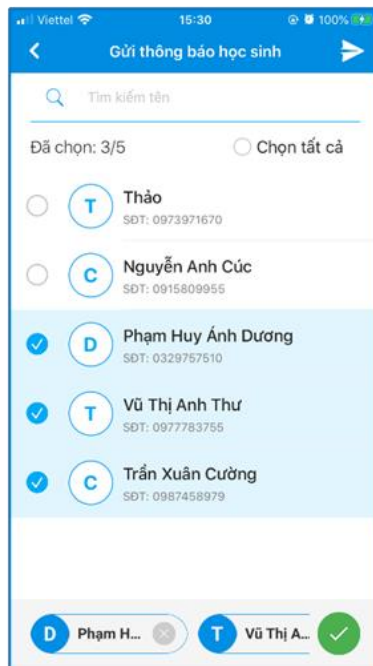 Viettel 15:30 100%
Gửi thông báo học sinh
Tìm kiếm tên
Đã chọn: 3/5 Chọn tất cả
T Thảo
SĐT: 0973971670
C Nguyễn Anh Cúc
SĐT: 0915809955
D Phạm Huy Ánh Dương
SĐT: 0329757510
T Vũ Thị Anh Thư
SĐT: 0977783755
C Trần Xuân Cường
SĐT: 0987458979
D Phạm H... T Vũ Thị A...